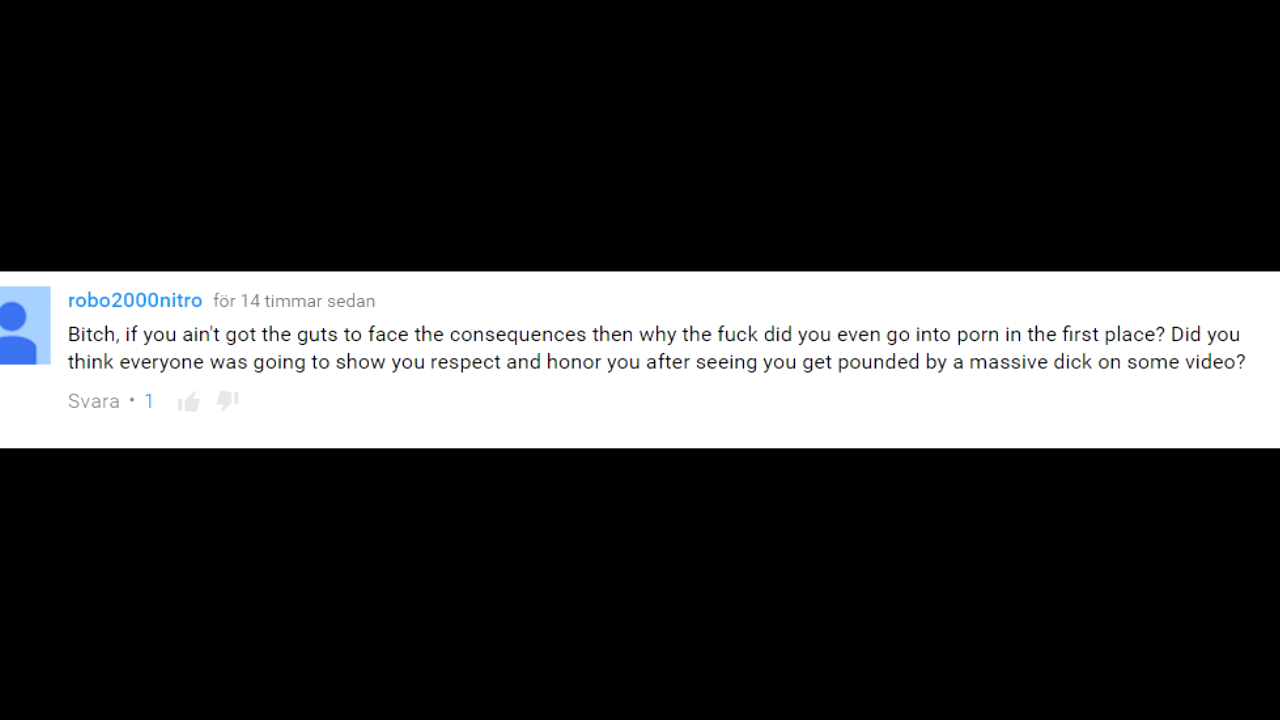 robo2000nitro för 14 timmar sedan
Bitch, if you ain't got the guts to face the consequences then why the fuck did you even go into porn in the first place? Did you
think everyone was going to show you respect and honor you after seeing you get pounded by a massive dick on some video?
Svara • 1